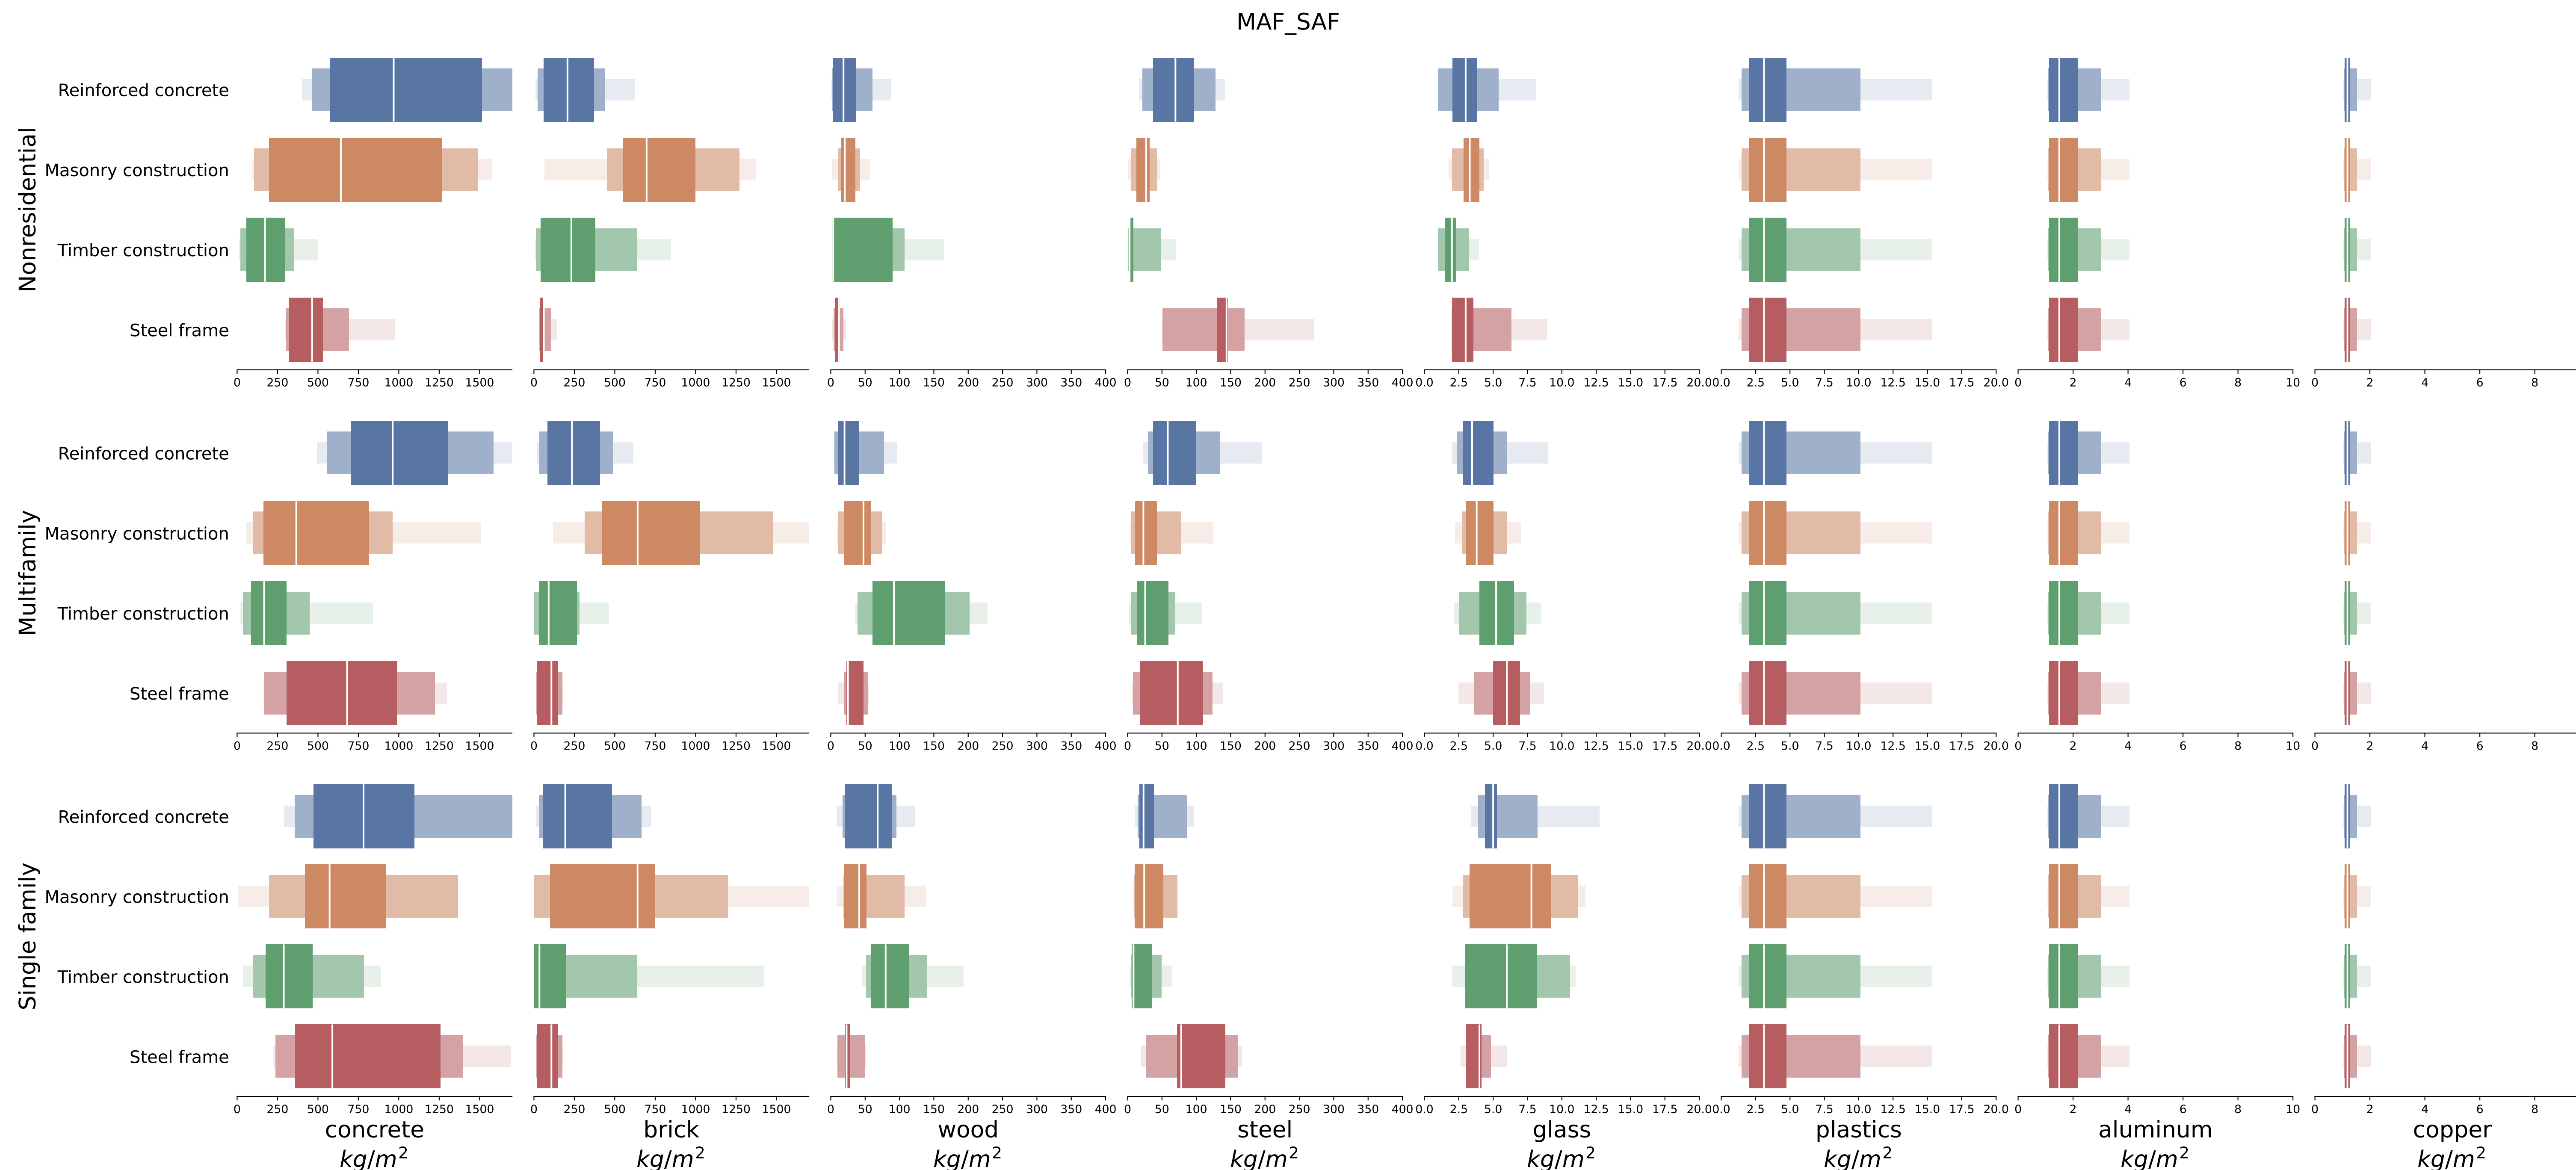 MAF_SAF
Nonresidential
Reinforced concrete
Masonry construction
Timber construction
Steel frame
0 250 500 750 1000 1250 1500
0 250 500 750 1000 1250 1500
0 50 100 150 200 250 300 350 400
0 50 100 150 200 250 300 350 400
0.0 2.5 5.0 7.5 10.0 12.5 15.0 17.5 20.0
0.0 2.5 5.0 7.5 10.0 12.5 15.0 17.5 20.0
0 2 4 6 8 10
0 2 4 6 8
Multifamily
Reinforced concrete
Masonry construction
Timber construction
Steel frame
0 250 500 750 1000 1250 1500
0 250 500 750 1000 1250 1500
0 50 100 150 200 250 300 350 400
0 50 100 150 200 250 300 350 400
0.0 2.5 5.0 7.5 10.0 12.5 15.0 17.5 20.0
0.0 2.5 5.0 7.5 10.0 12.5 15.0 17.5 20.0
0 2 4 6 8 10
0 2 4 6 8
Single family
Reinforced concrete
Masonry construction
Timber construction
Steel frame
0 250 500 750 1000 1250 1500
0 250 500 750 1000 1250 1500
0 50 100 150 200 250 300 350 400
0 50 100 150 200 250 300 350 400
0.0 2.5 5.0 7.5 10.0 12.5 15.0 17.5 20.0
0.0 2.5 5.0 7.5 10.0 12.5 15.0 17.5 20.0
0 2 4 6 8 10
0 2 4 6 8
concrete
kg/m²
brick
kg/m²
wood
kg/m²
steel
kg/m²
glass
kg/m²
plastics
kg/m²
aluminum
kg/m²
copper
kg/m²